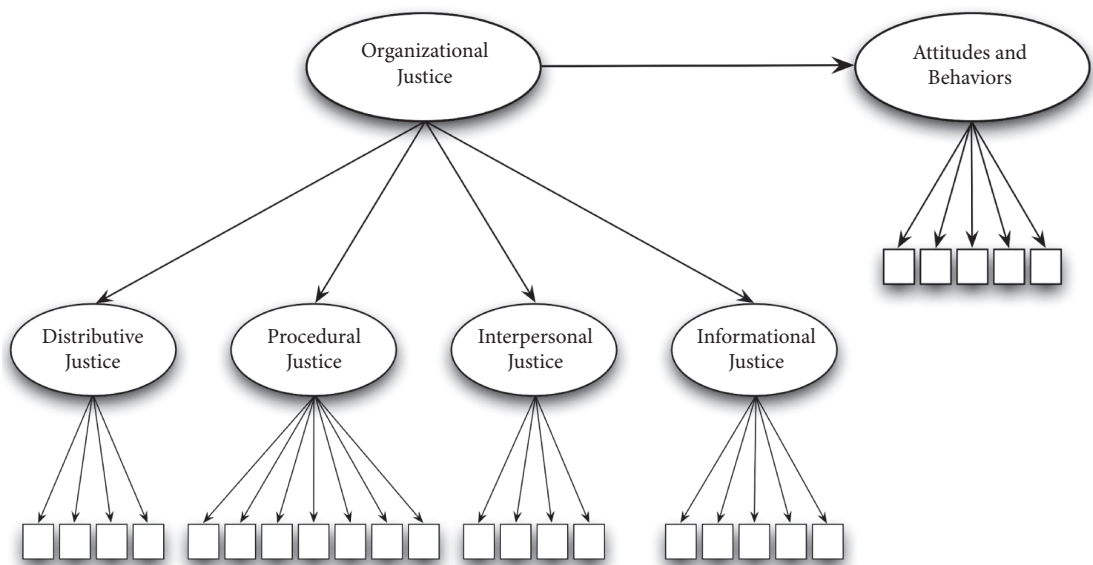 Organizational
Justice
Attitudes and
Behaviors
Distributive
Justice
Procedural
Justice
Interpersonal
Justice
Informational
Justice